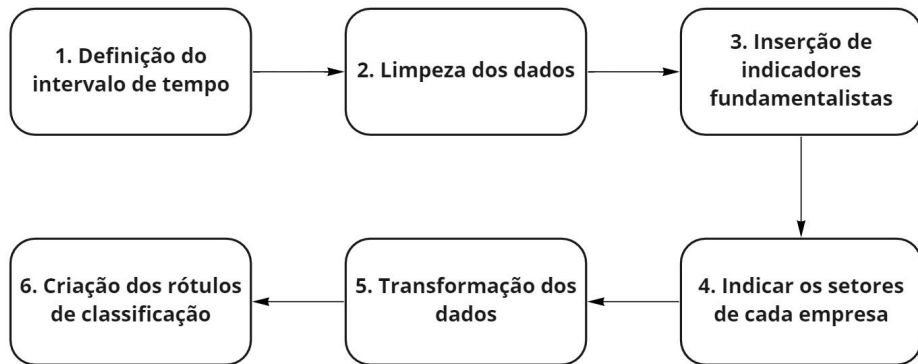 1. Definição do
intervalo de tempo
2. Limpeza dos dados
3. Inserção de
indicadores
fundamentalistas
4. Indicar os setores
de cada empresa
5. Transformação dos
dados
6. Criação dos rótulos
de classificação